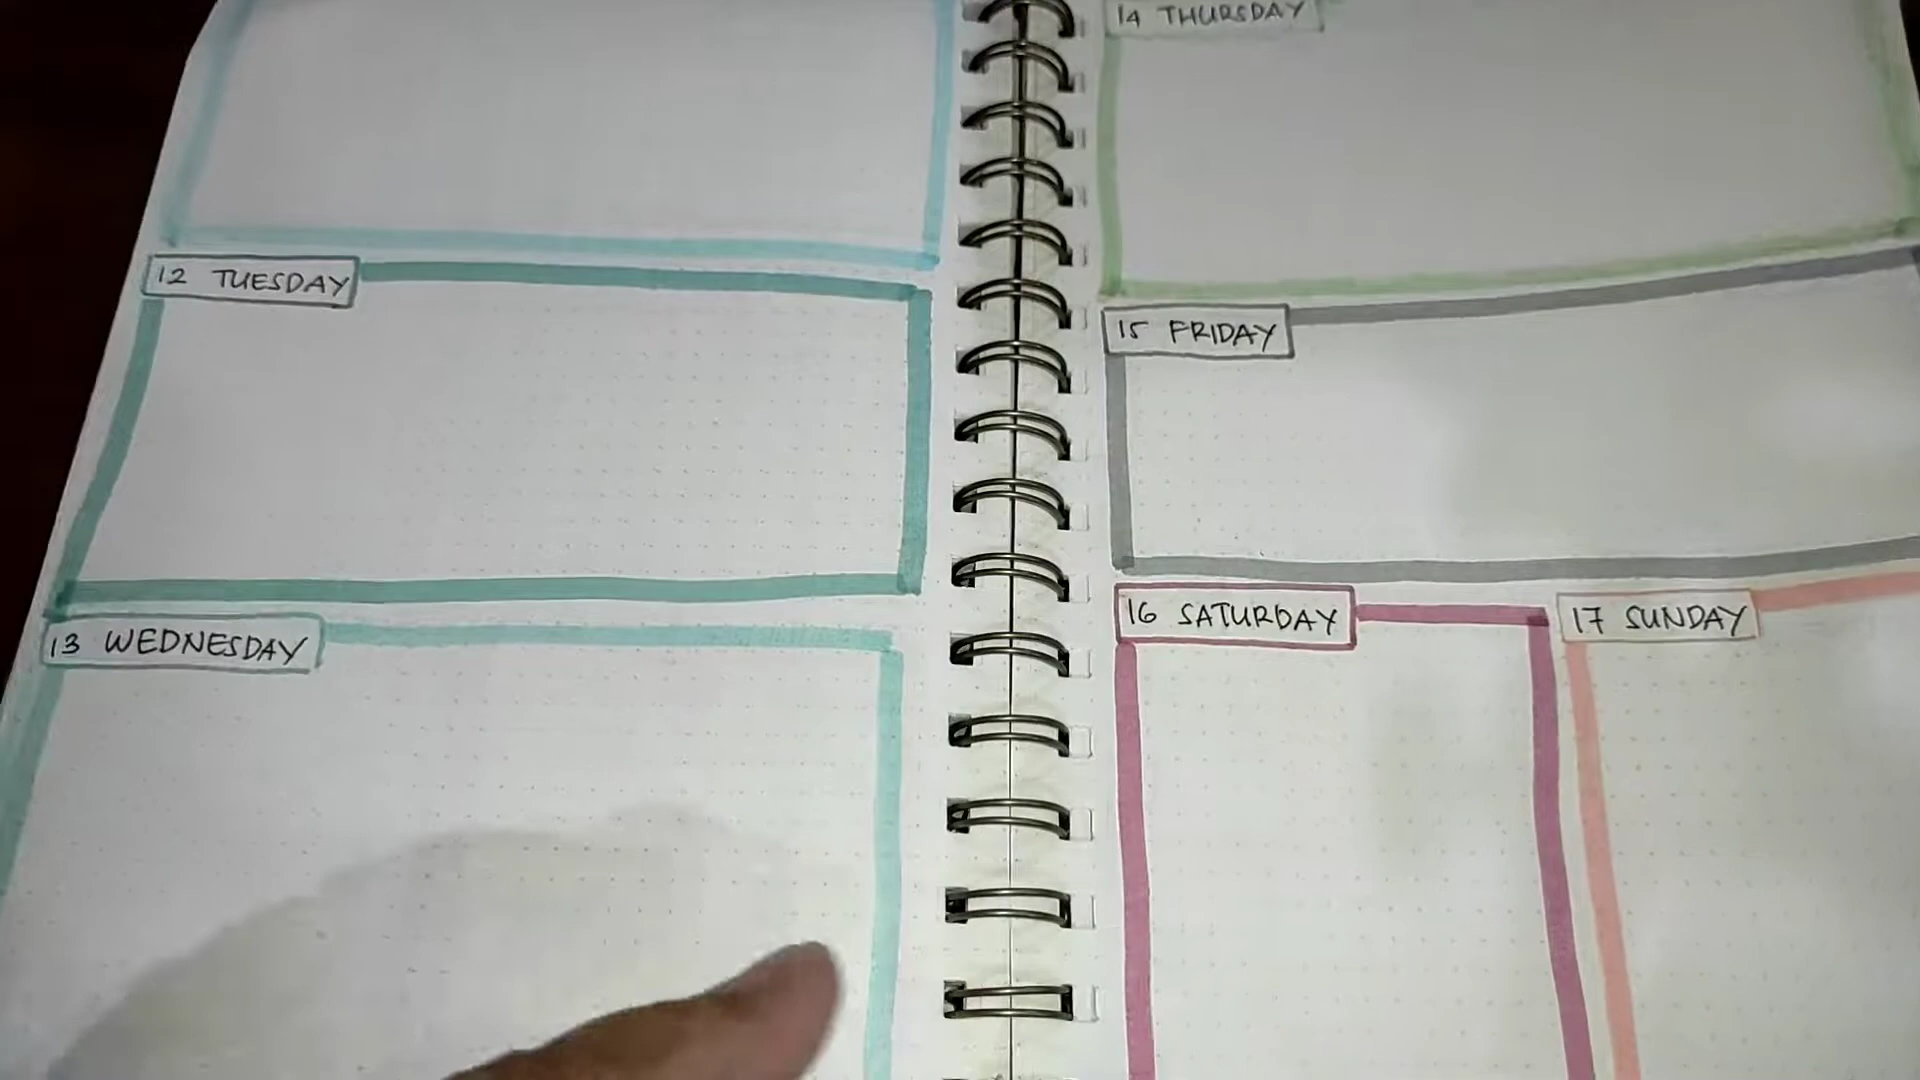 12 TUESDAY
13 WEDNESDAY
14 THURSDAY
15 FRIDAY
16 SATURDAY
17 SUNDAY